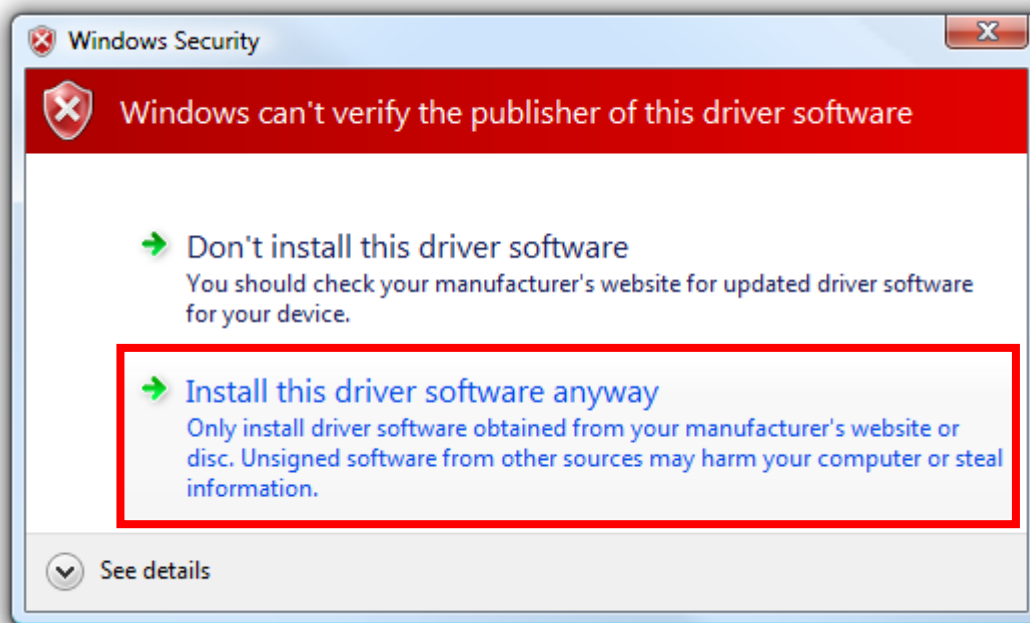 Windows Security
Windows can't verify the publisher of this driver software
Don't install this driver software
You should check your manufacturer's website for updated driver software
for your device.
Install this driver software anyway
Only install driver software obtained from your manufacturer's website or
disc. Unsigned software from other sources may harm your computer or steal
information.
See details